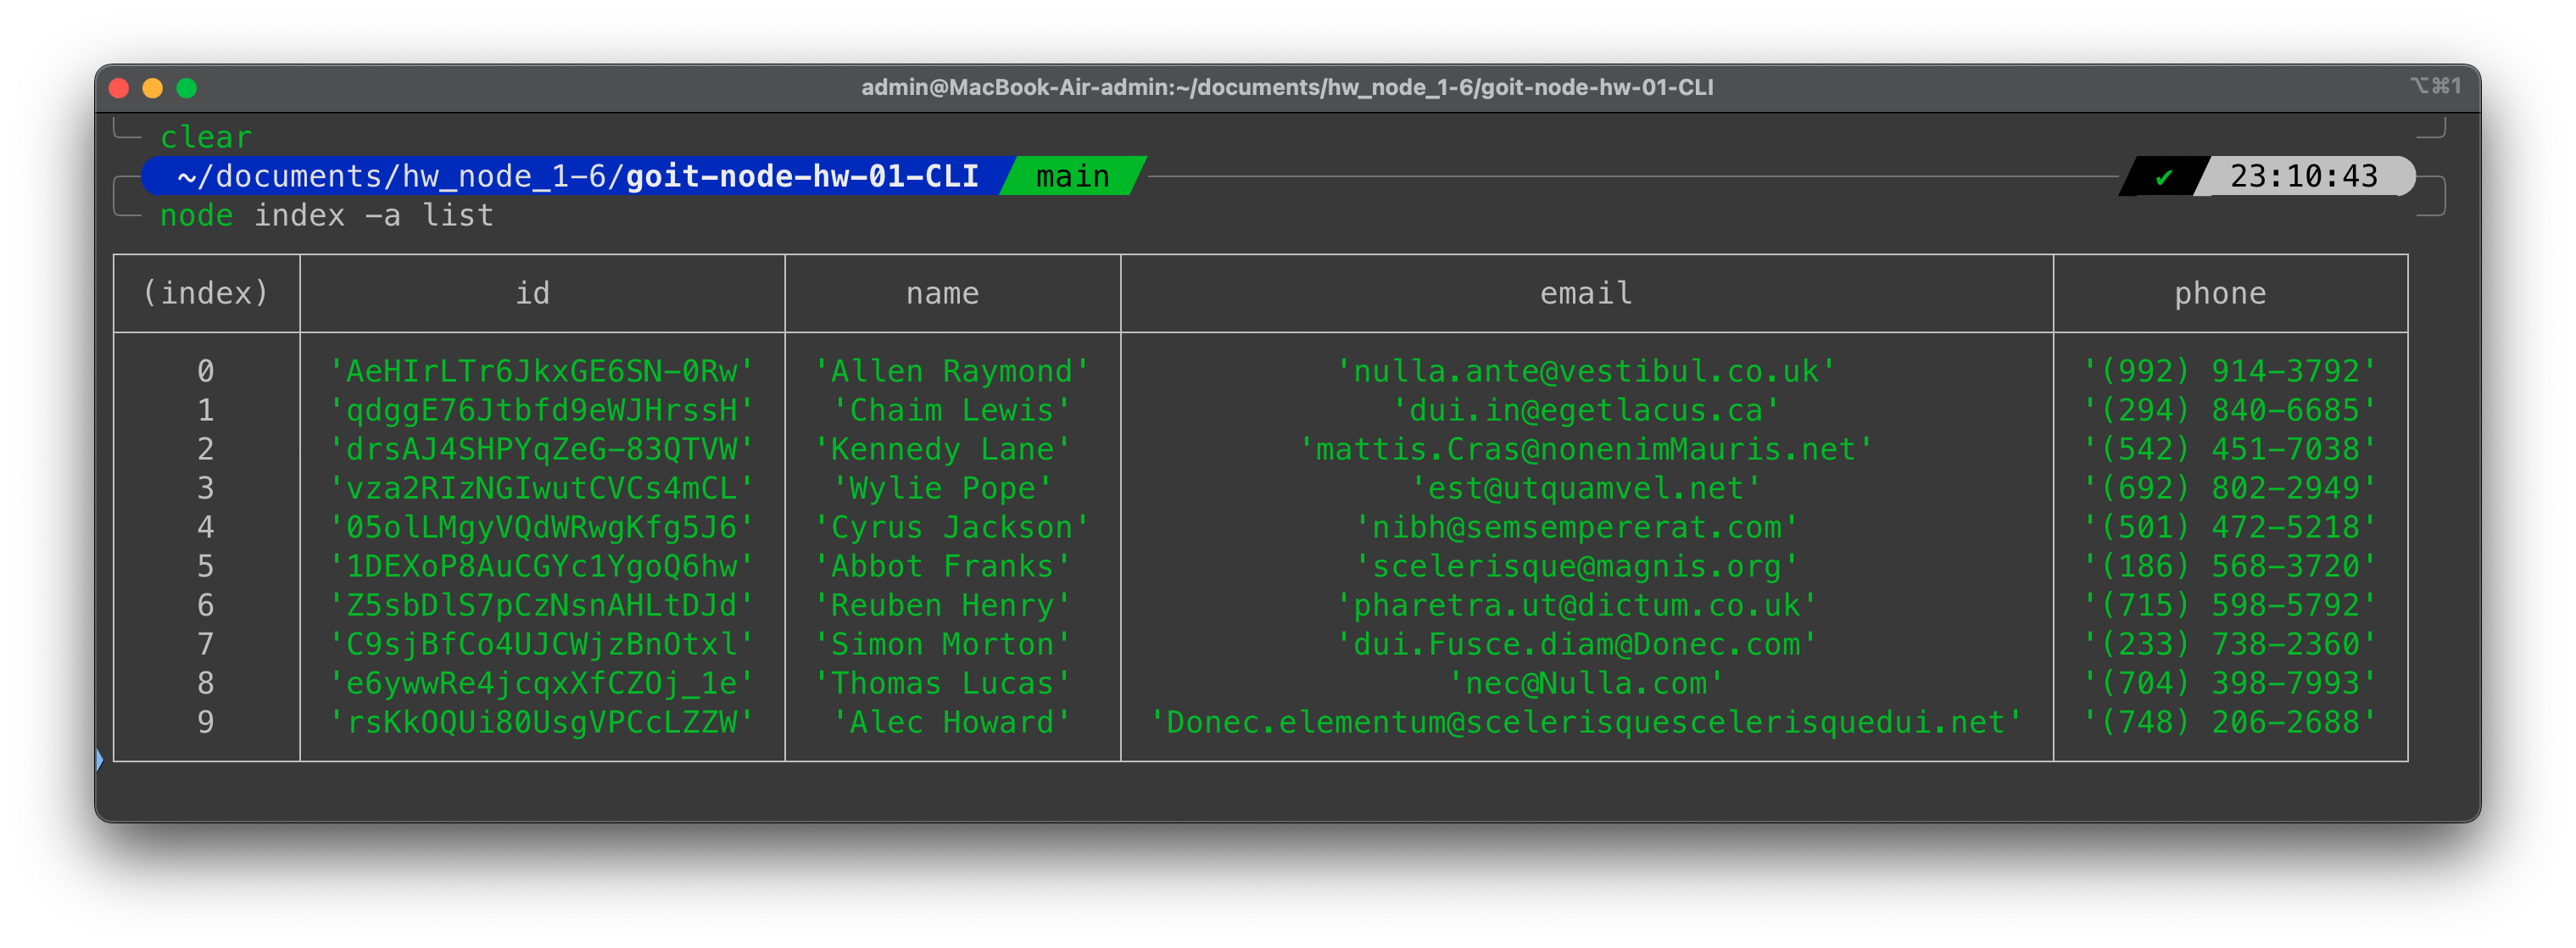 admin@MacBook-Air-admin:~/documents/hw_node_1-6/goit-node-hw-01-CLI ⌥⌘1
clear
~/documents/hw_node_1-6/goit-node-hw-01-CLI main ✔ 23:10:43
node index -a list
(index) id name email phone
0 'AeHIrLTr6JkxGE6SN-0Rw' 'Allen Raymond' 'nulla.ante@vestibul.co.uk' '(992) 914-3792'
1 'qdggE76Jtbfd9eWJHrssH' 'Chaim Lewis' 'dui.in@egetlacus.ca' '(294) 840-6685'
2 'drsAJ4SHPYqZeG-83QTVW' 'Kennedy Lane' 'mattis.Cras@nonenimMauris.net' '(542) 451-7038'
3 'vza2RIzNGIwutCVCs4mCL' 'Wylie Pope' 'est@utquamvel.net' '(692) 802-2949'
4 '05olLMgyVQdWRwgKfg5J6' 'Cyrus Jackson' 'nibh@semsempererat.com' '(501) 472-5218'
5 '1DEXoP8AuCGYc1YgoQ6hw' 'Abbot Franks' 'scelerisque@magnis.org' '(186) 568-3720'
6 'Z5sbDlS7pCzNsnAHLtDJd' 'Reuben Henry' 'pharetra.ut@dictum.co.uk' '(715) 598-5792'
7 'C9sjBfCo4UJCWjzBnOtxl' 'Simon Morton' 'dui.Fusce.diam@Donec.com' '(233) 738-2360'
8 'e6ywwRe4jcqxXfCZOj_1e' 'Thomas Lucas' 'nec@Nulla.com' '(704) 398-7993'
9 'rsKkOQUi80UsgVPCcLZZW' 'Alec Howard' 'Donec.elementum@scelerisquescelerisquedui.net' '(748) 206-2688'